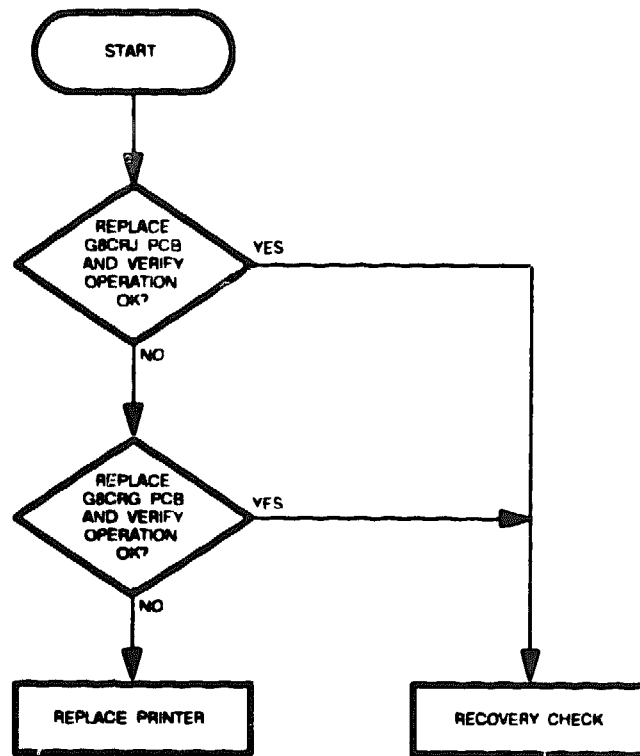 START
REPLACE
G8CRJ PCB
AND VERIFY
OPERATION
OK?
YES
NO
REPLACE
G8CRG PCB
AND VERIFY
OPERATION
OK?
YES
NO
REPLACE PRINTER
RECOVERY CHECK